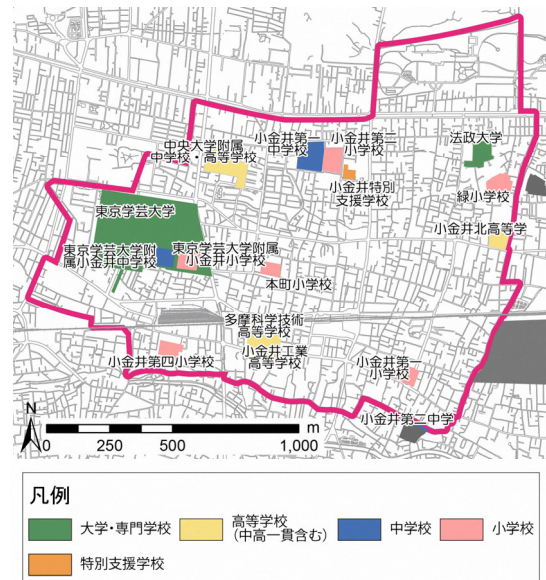 中央大学附属
中学校・高等学校
小金井第一
中学校
小金井第二
小学校
法政大学
小金井特別
支援学校
緑小学校
東京学芸大学
小金井北高等学
東京学芸大学附
属小金井中学校
東京学芸大学附属
小金井小学校
本町小学校
多摩科学技術
高等学校
小金井工業
高等学校
小金井第四小学校
小金井第一
小学校
小金井第二中学
N
0 250 500 1,000
m
凡例
大学・専門学校
高等学校
(中高一貫含む)
中学校
小学校
特別支援学校